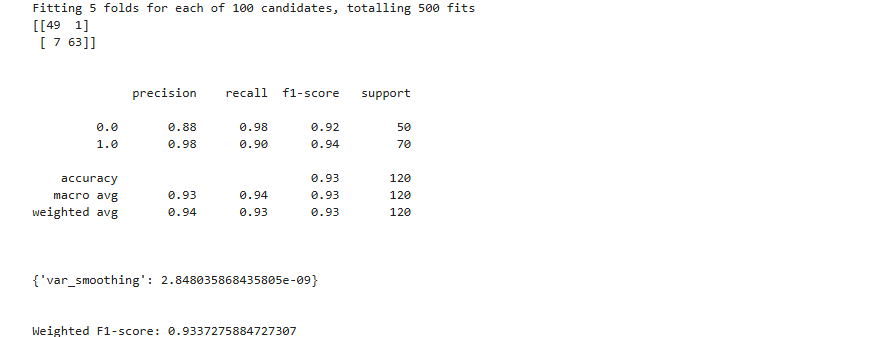 Fitting 5 folds for each of 100 candidates, totalling 500 fits
[[49  1]
 [ 7 63]]
              precision    recall  f1-score   support
         0.0       0.88      0.98      0.92        50
         1.0       0.98      0.90      0.94        70
    accuracy                           0.93       120
   macro avg       0.93      0.94      0.93       120
weighted avg       0.94      0.93      0.93       120
{'var_smoothing': 2.848035868435805e-09}
Weighted F1-score: 0.9337275884727307